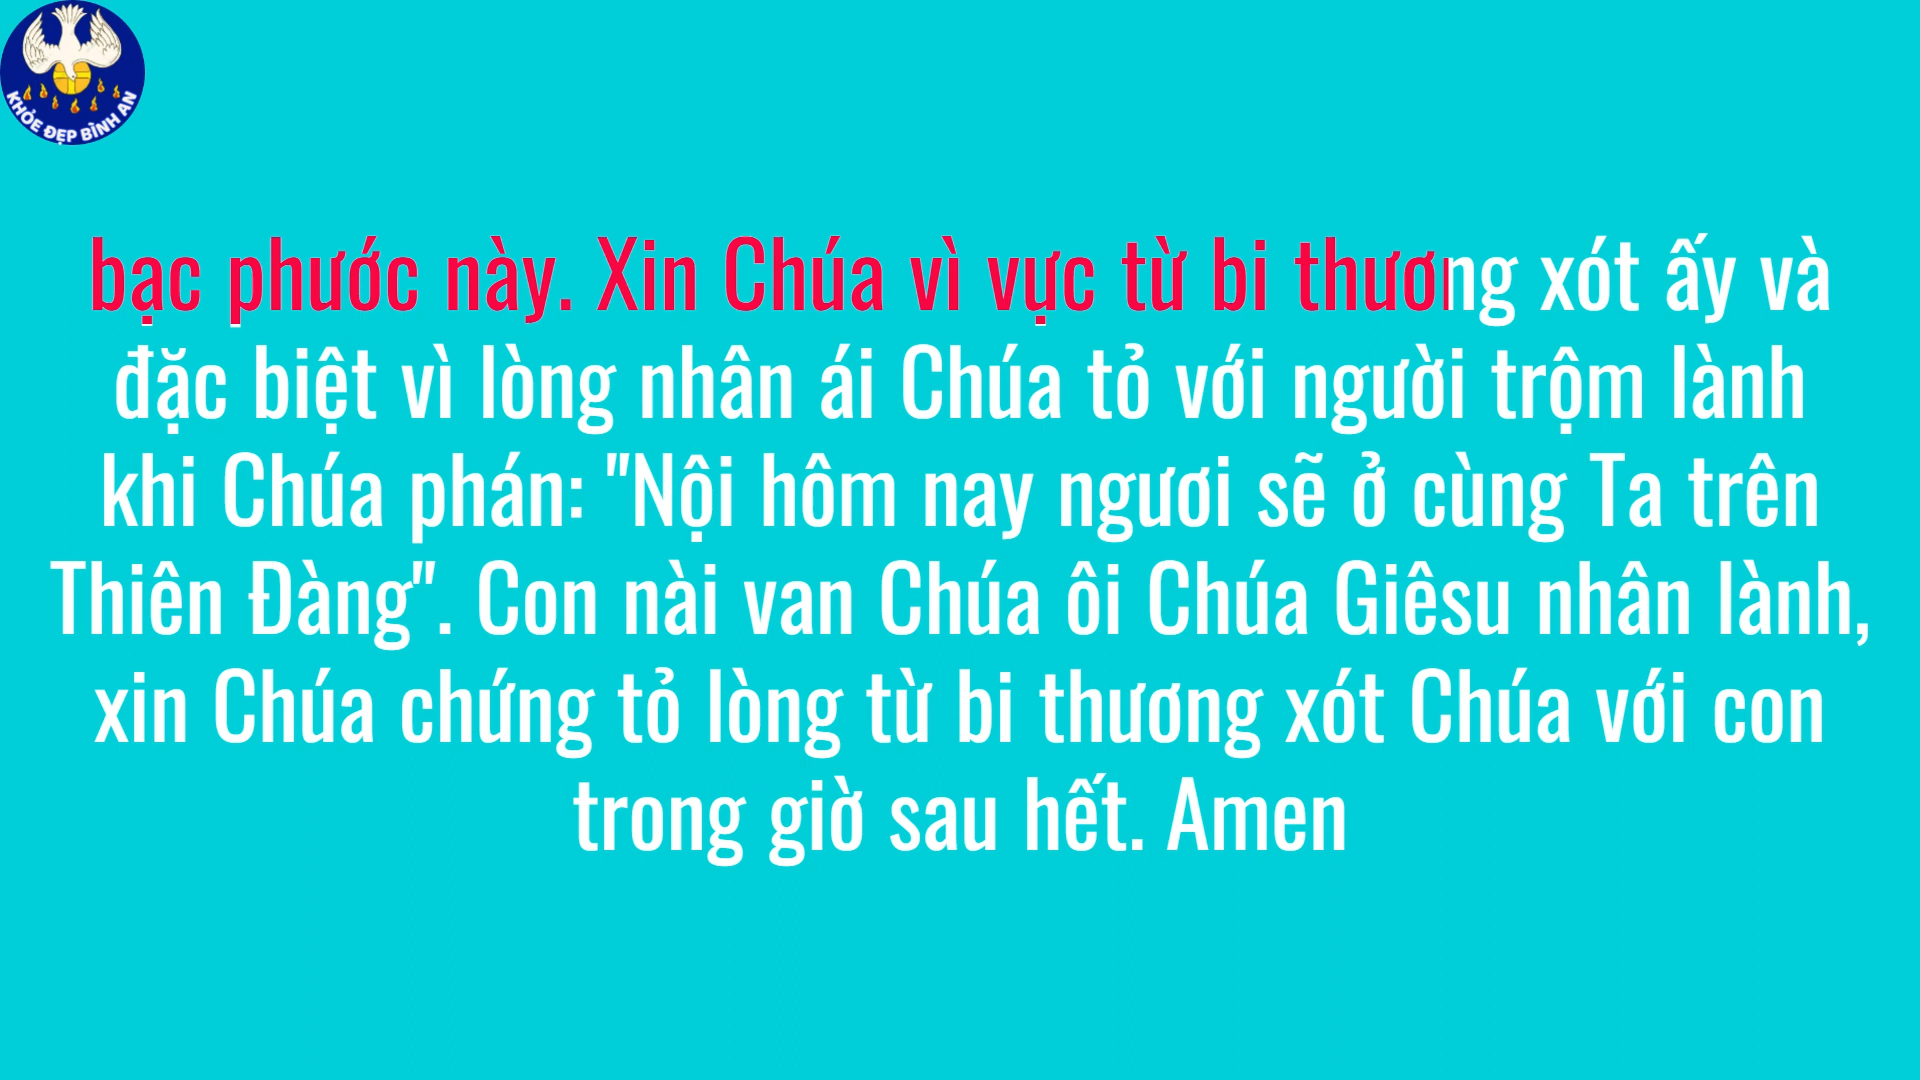 KHỎE ĐẸP BÌNH AN
bạc phước này. Xin Chúa vì vực từ bi thương xót ấy và
đặc biệt vì lòng nhân ái Chúa tỏ với người trộm lành
khi Chúa phán: "Nội hôm nay ngươi sẽ ở cùng Ta trên
Thiên Đàng". Con nài van Chúa ôi Chúa Giêsu nhân lành,
xin Chúa chứng tỏ lòng từ bi thương xót Chúa với con
trong giờ sau hết. Amen